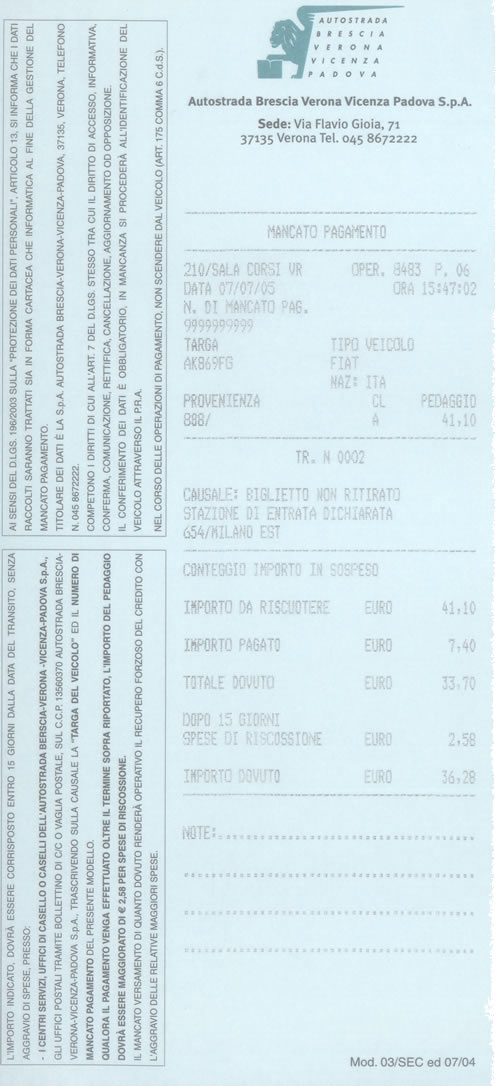 AUTOSTRADA
BRESCIA
VERONA
VICENZA
PADOVA
Autostrada Brescia Verona Vicenza Padova S.p.A.
Sede: Via Flavio Gioia, 71
37135 Verona Tel. 045 8672222
MANCATO PAGAMENTO
210/SALA CORSI VR OPER. 8483 P. 06
DATA 07/07/05 ORA 15:47:02
N. DI MANCATO PAG.
9999999999
TARGA TIPO VEICOLO
AK869FG FIAT
NAZ: ITA
PROVENIENZA CL PEDAGGIO
888/ A 41,10
TR. N 0002
CAUSALE: BIGLIETTO NON RITIRATO
STAZIONE DI ENTRATA DICHIARATA
654/MILANO EST
CONTEGGIO IMPORTO IN SOSPESO
IMPORTO DA RISCUOTERE EURO 41,10
IMPORTO PAGATO EURO 7,40
TOTALE DOVUTO EURO 33,70
DOPO 15 GIORNI
SPESE DI RISCOSSIONE EURO 2,58
IMPORTO DOVUTO EURO 36,28
NOTE:
Mod. 03/SEC ed 07/04
AI SENSI DEL D.LGS. 196/2003 SULLA "PROTEZIONE DEI DATI PERSONALI", ARTICOLO 13, SI INFORMA CHE I DATI
RACCOLTI SARANNO TRATTATI SIA IN FORMA CARTACEA CHE INFORMATICA AL FINE DELLA GESTIONE DEL
MANCATO PAGAMENTO.
TITOLARE DEI DATI È LA S.p.A. AUTOSTRADA BRESCIA-VERONA-VICENZA-PADOVA, 37135, VERONA, TELEFONO
N. 045 8672222.
COMPETONO I DIRITTI DI CUI ALL'ART. 7 DEL D.LGS. STESSO TRA CUI IL DIRITTO DI ACCESSO, INFORMATIVA,
CONFERMA, COMUNICAZIONE, RETTIFICA, CANCELLAZIONE, AGGIORNAMENTO OD OPPOSIZIONE.
IL CONFERIMENTO DEI DATI È OBBLIGATORIO, IN MANCANZA SI PROCEDERÀ ALL'IDENTIFICAZIONE DEL
VEICOLO ATTRAVERSO IL P.R.A.
NEL CORSO DELLE OPERAZIONI DI PAGAMENTO, NON SCENDERE DAL VEICOLO (ART. 175 COMMA 6 C.d.S.).
L'IMPORTO INDICATO, DOVRÀ ESSERE CORRISPOSTO ENTRO 15 GIORNI DALLA DATA DEL TRANSITO, SENZA
AGGRAVIO DI SPESE, PRESSO:
- I CENTRI SERVIZI, UFFICI DI CASELLO O CASELLI DELL'AUTOSTRADA BERSCIA-VERONA -VICENZA-PADOVA S.p.A.,
GLI UFFICI POSTALI TRAMITE BOLLETTINO DI C/C O VAGLIA POSTALE, SUL C.C.P. 13560370 AUTOSTRADA BRESCIA-
VERONA-VICENZA-PADOVA S.p.A., TRASCRIVENDO SULLA CAUSALE LA "TARGA DEL VEICOLO" ED IL NUMERO DI
MANCATO PAGAMENTO DEL PRESENTE MODELLO.
QUALORA IL PAGAMENTO VENGA EFFETTUATO OLTRE IL TERMINE SOPRA RIPORTATO, L'IMPORTO DEL PEDAGGIO
DOVRÀ ESSERE MAGGIORATO DI € 2,58 PER SPESE DI RISCOSSIONE.
IL MANCATO VERSAMENTO DI QUANTO DOVUTO RENDERÀ OPERATIVO IL RECUPERO FORZOSO DEL CREDITO CON
L'AGGRAVIO DELLE RELATIVE MAGGIORI SPESE.